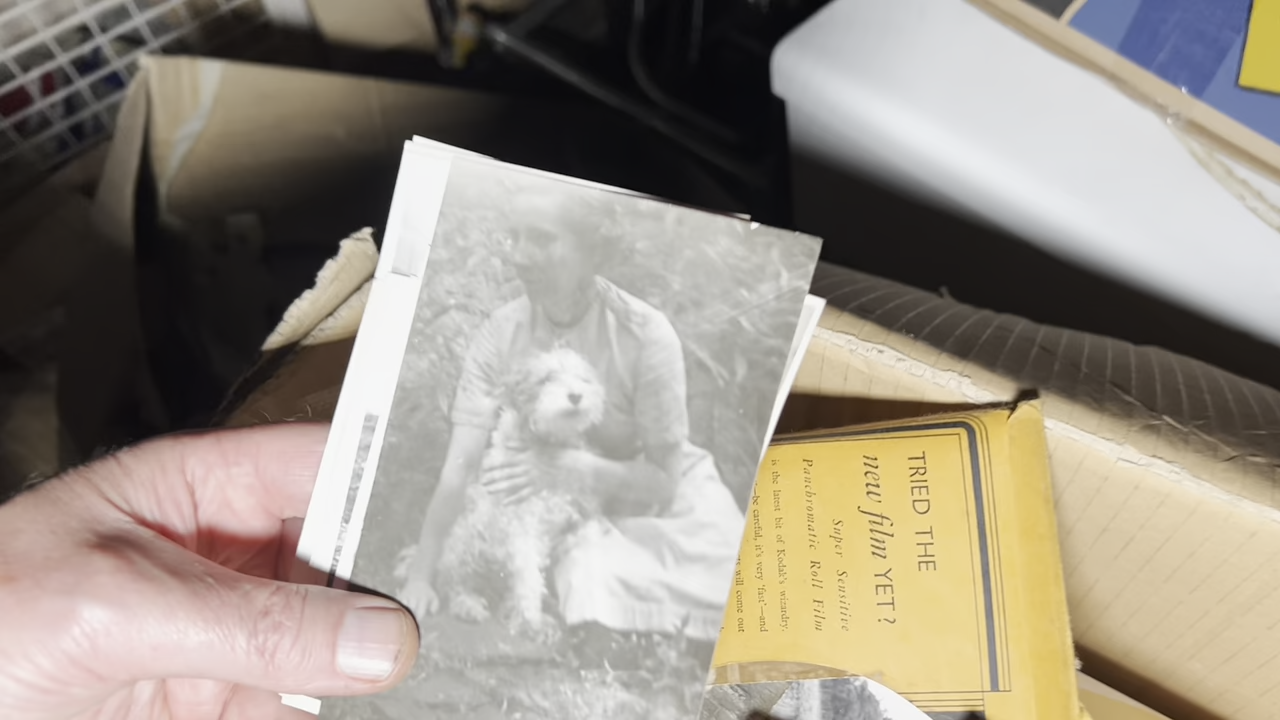 TRIED THE
new film YET?
Super Sensitive
Panchromatic Roll Film
is the latest bit of Kodak's wizardry.
be careful, it's very 'fast'—and
will come out